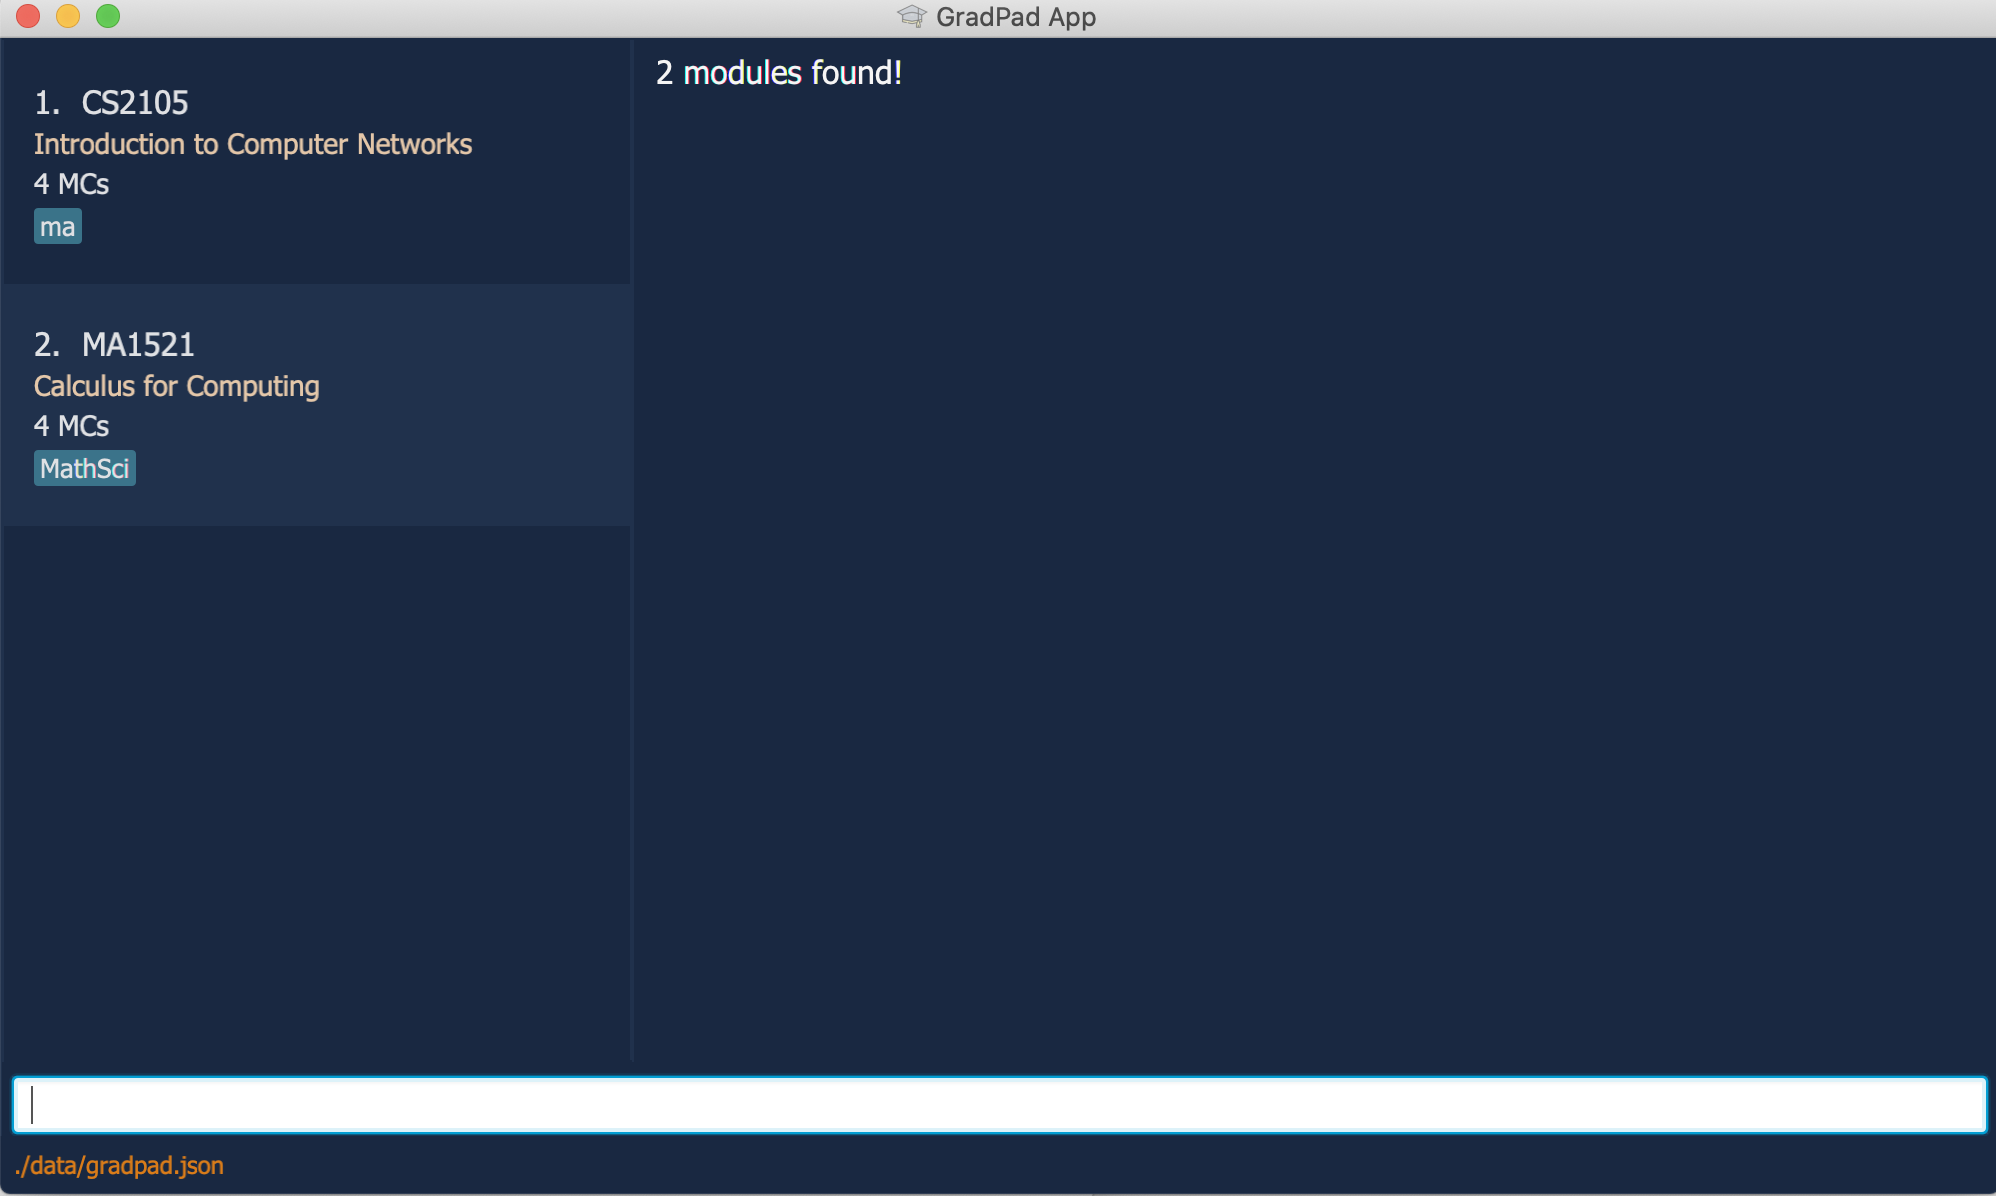 GradPad App
1. CS2105
Introduction to Computer Networks
4 MCs
ma
2. MA1521
Calculus for Computing
4 MCs
MathSci
2 modules found!
./data/gradpad.json